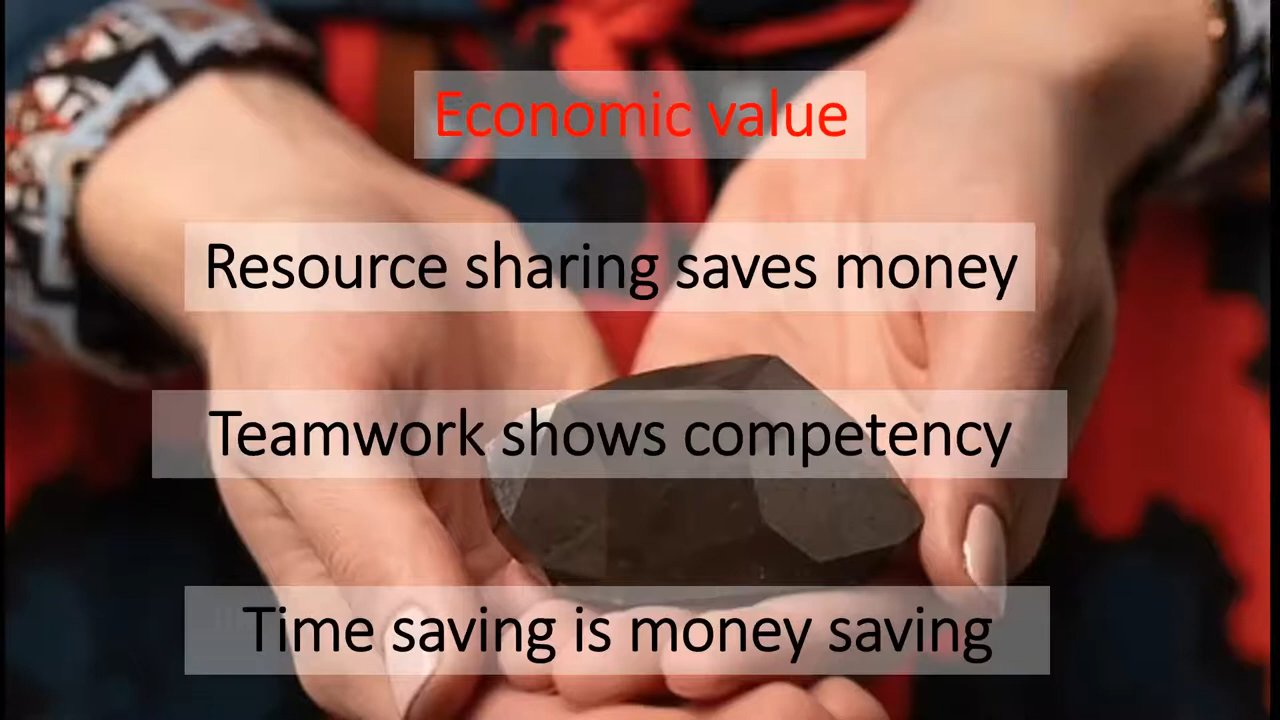 Economic value
Resource sharing saves money
Teamwork shows competency
Time saving is money saving